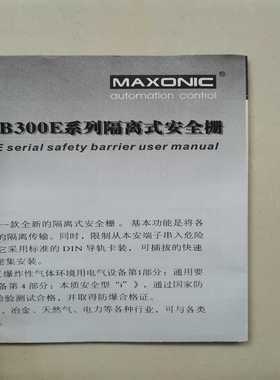 MAXONIC®
automation control
B300E系列隔离式安全栅
E serial safety barrier user manual
一款全新的隔离式安全栅。基本功能是将各
的隔离传输。同时，限制从本安端子串入危险
它采用标准的 DIN 导轨卡装，可插拔的快速
密集安装。
爆炸性气体环境用电气设备第1部分：通用要
备第 4 部分：本质安全型“i”》，通过国家防
检验测试合格，并取得防爆合格证。
、冶金、天然气、电力等各种行业，可与各类